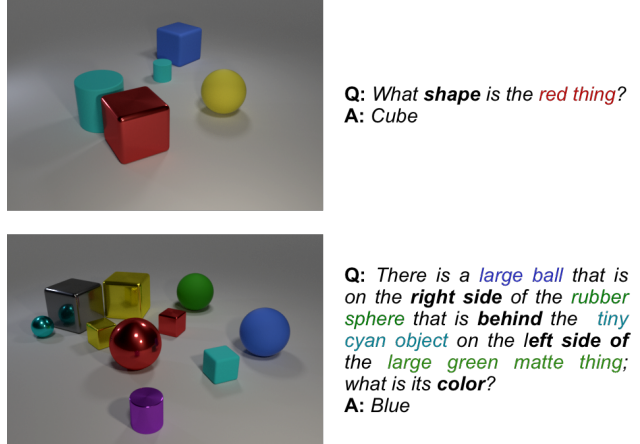 Q: What shape is the red thing?
A: Cube
Q: There is a large ball that is
on the right side of the rubber
sphere that is behind the tiny
cyan object on the left side of
the large green matte thing;
what is its color?
A: Blue